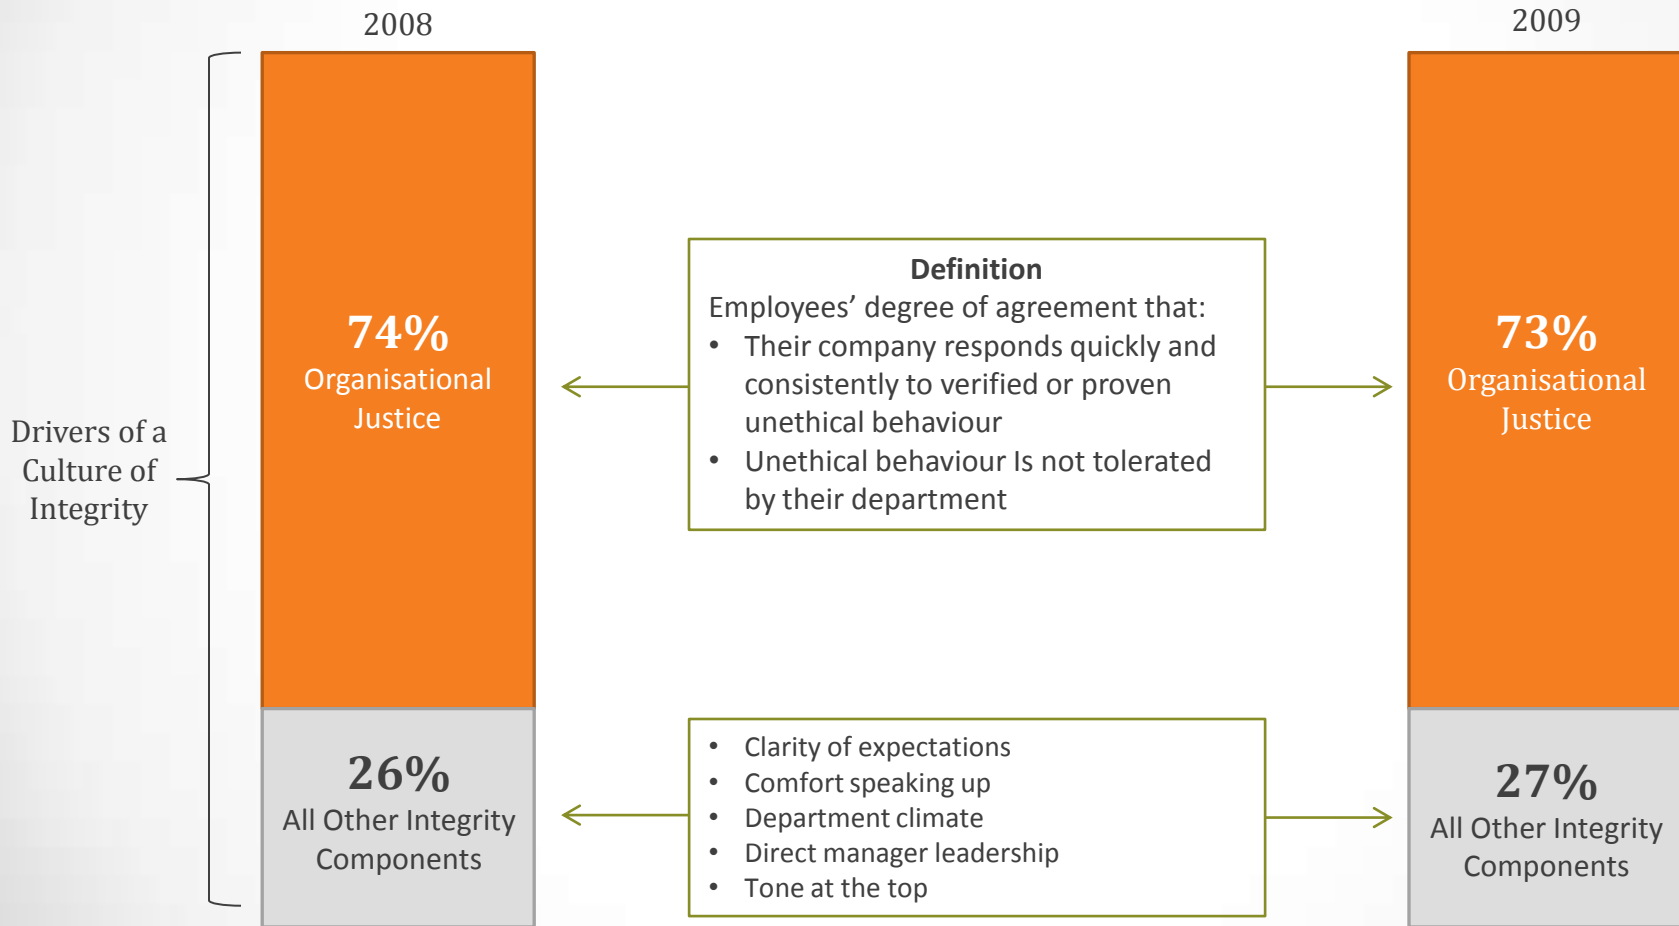 2008
2009
Drivers of a
Culture of
Integrity
74%
Organisational
Justice
Definition
Employees’ degree of agreement that:
• Their company responds quickly and
consistently to verified or proven
unethical behaviour
• Unethical behaviour Is not tolerated
by their department
73%
Organisational
Justice
26%
All Other Integrity
Components
• Clarity of expectations
• Comfort speaking up
• Department climate
• Direct manager leadership
• Tone at the top
27%
All Other Integrity
Components